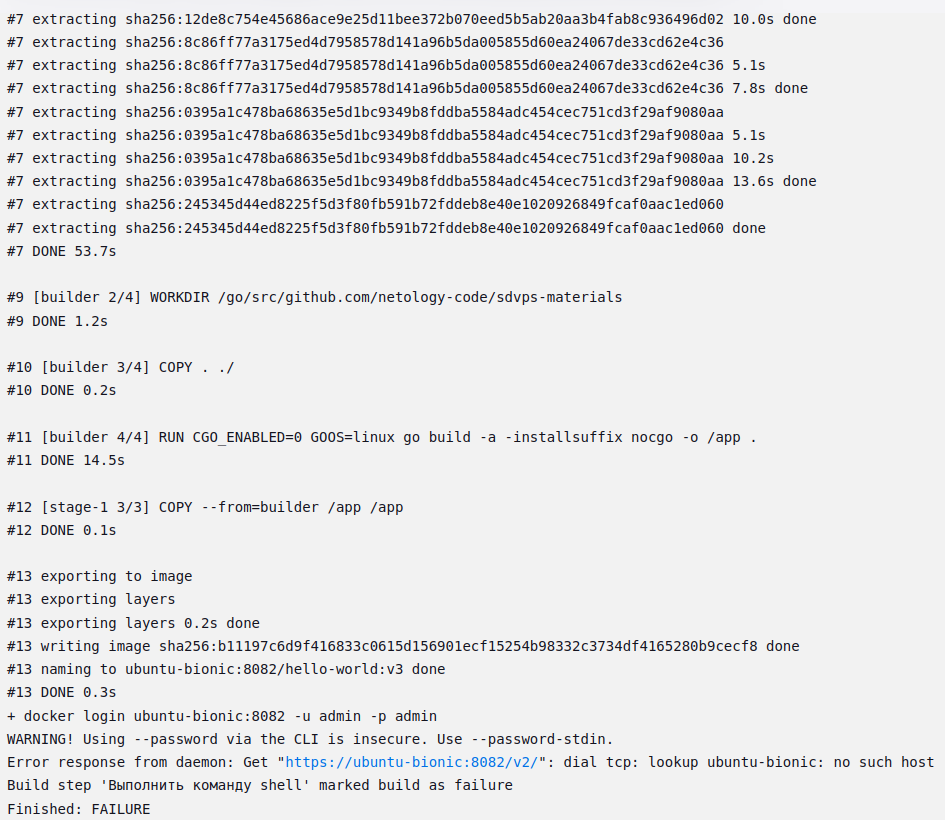 #7 extracting sha256:12de8c754e45686ace9e25d11bee372b070eed5b5ab20aa3b4fab8c936496d02 10.0s done
#7 extracting sha256:8c86ff77a3175ed4d7958578d141a96b5da005855d60ea24067de33cd62e4c36
#7 extracting sha256:8c86ff77a3175ed4d7958578d141a96b5da005855d60ea24067de33cd62e4c36 5.1s
#7 extracting sha256:8c86ff77a3175ed4d7958578d141a96b5da005855d60ea24067de33cd62e4c36 7.8s done
#7 extracting sha256:0395a1c478ba68635e5d1bc9349b8fddba5584adc454cec751cd3f29af9080aa
#7 extracting sha256:0395a1c478ba68635e5d1bc9349b8fddba5584adc454cec751cd3f29af9080aa 5.1s
#7 extracting sha256:0395a1c478ba68635e5d1bc9349b8fddba5584adc454cec751cd3f29af9080aa 10.2s
#7 extracting sha256:0395a1c478ba68635e5d1bc9349b8fddba5584adc454cec751cd3f29af9080aa 13.6s done
#7 extracting sha256:245345d44ed8225f5d3f80fb591b72fddeb8e40e1020926849fcaf0aac1ed060
#7 extracting sha256:245345d44ed8225f5d3f80fb591b72fddeb8e40e1020926849fcaf0aac1ed060 done
#7 DONE 53.7s
#9 [builder 2/4] WORKDIR /go/src/github.com/netology-code/sdvps-materials
#9 DONE 1.2s
#10 [builder 3/4] COPY . ./
#10 DONE 0.2s
#11 [builder 4/4] RUN CGO_ENABLED=0 GOOS=linux go build -a -installsuffix nocgo -o /app .
#11 DONE 14.5s
#12 [stage-1 3/3] COPY --from=builder /app /app
#12 DONE 0.1s
#13 exporting to image
#13 exporting layers
#13 exporting layers 0.2s done
#13 writing image sha256:b11197c6d9f416833c0615d156901ecf15254b98332c3734df4165280b9cecf8 done
#13 naming to ubuntu-bionic:8082/hello-world:v3 done
#13 DONE 0.3s
+ docker login ubuntu-bionic:8082 -u admin -p admin
WARNING! Using --password via the CLI is insecure. Use --password-stdin.
Error response from daemon: Get "https://ubuntu-bionic:8082/v2/": dial tcp: lookup ubuntu-bionic: no such host
Build step 'Выполнить команду shell' marked build as failure
Finished: FAILURE